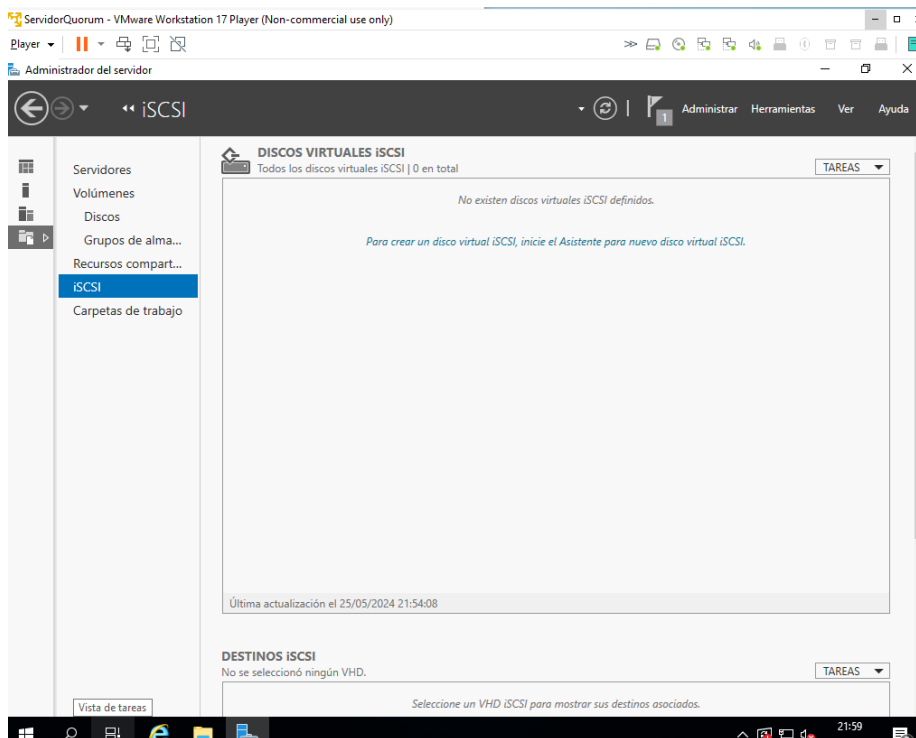 ServidorQuorum - VMware Workstation 17 Player (Non-commercial use only)
Player
Administrador del servidor
iSCSI
1
Administrar Herramientas Ver Ayuda
Servidores
Volúmenes
Discos
Grupos de alma...
Recursos compart...
iSCSI
Carpetas de trabajo
DISCOS VIRTUALES iSCSI
Todos los discos virtuales iSCSI | 0 en total
TAREAS
No existen discos virtuales iSCSI definidos.
Para crear un disco virtual iSCSI, inicie el Asistente para nuevo disco virtual iSCSI.
Última actualización el 25/05/2024 21:54:08
DESTINOS iSCSI
No se seleccionó ningún VHD.
TAREAS
Seleccione un VHD iSCSI para mostrar sus destinos asociados.
Vista de tareas
21:59